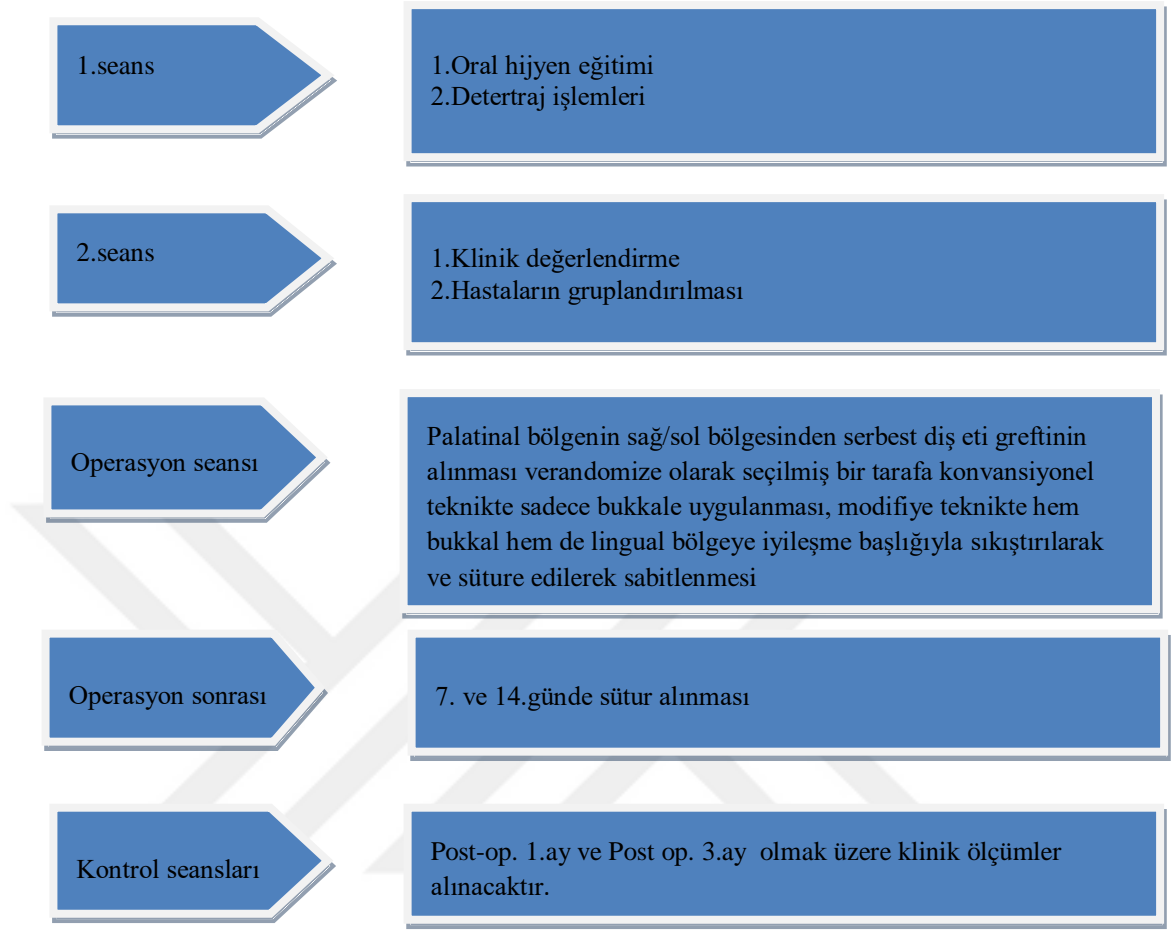 1.seans
1.Oral hijyen eğitimi
2.Detertraj işlemleri
2.seans
1.Klinik değerlendirme
2.Hastaların gruplandırılması
Operasyon seansı
Palatinal bölgenin sağ/sol bölgesinden serbest diş eti greftinin
alınması verandomize olarak seçilmiş bir tarafa konvansiyonel
teknikte sadece bukkale uygulanması, modifiye teknikte hem
bukkal hem de lingual bölgeye iyileşme başlığıyla sıkıştırılarak
ve süture edilerek sabitlenmesi
Operasyon sonrası
7. ve 14.günde sütur alınması
Kontrol seansları
Post-op. 1.ay ve Post op. 3.ay olmak üzere klinik ölçümler
alınacaktır.